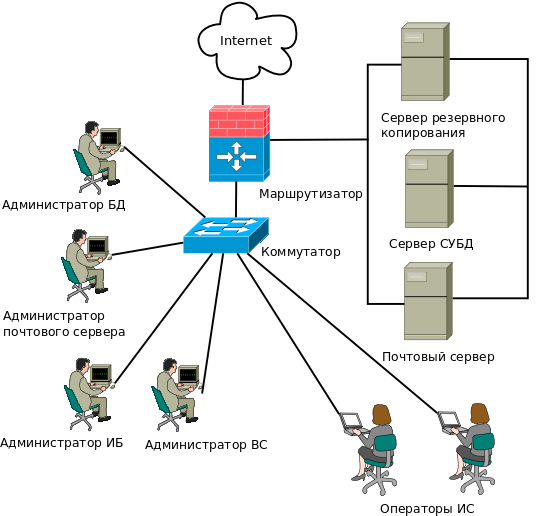 Internet
Сервер резервного
копирования
Маршрутизатор
Администратор БД
Сервер СУБД
Коммутатор
Администратор
почтового сервера
Почтовый сервер
Администратор ИБ
Администратор ВС
Операторы ИС